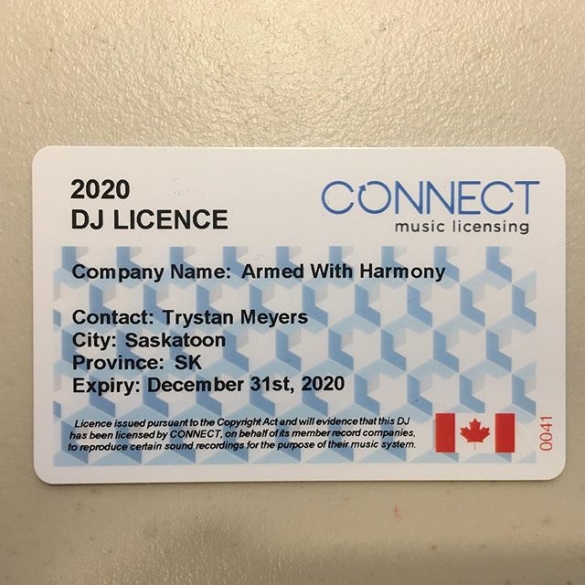 2020
DJ LICENCE
CONNECT
music licensing
Company Name: Armed With Harmony
Contact: Trystan Meyers
City: Saskatoon
Province: SK
Expiry: December 31st, 2020
Licence issued pursuant to the Copyright Act and will evidence that this DJ
has been licensed by CONNECT, on behalf of its member record companies,
to reproduce certain sound recordings for the purpose of their music system.
0041